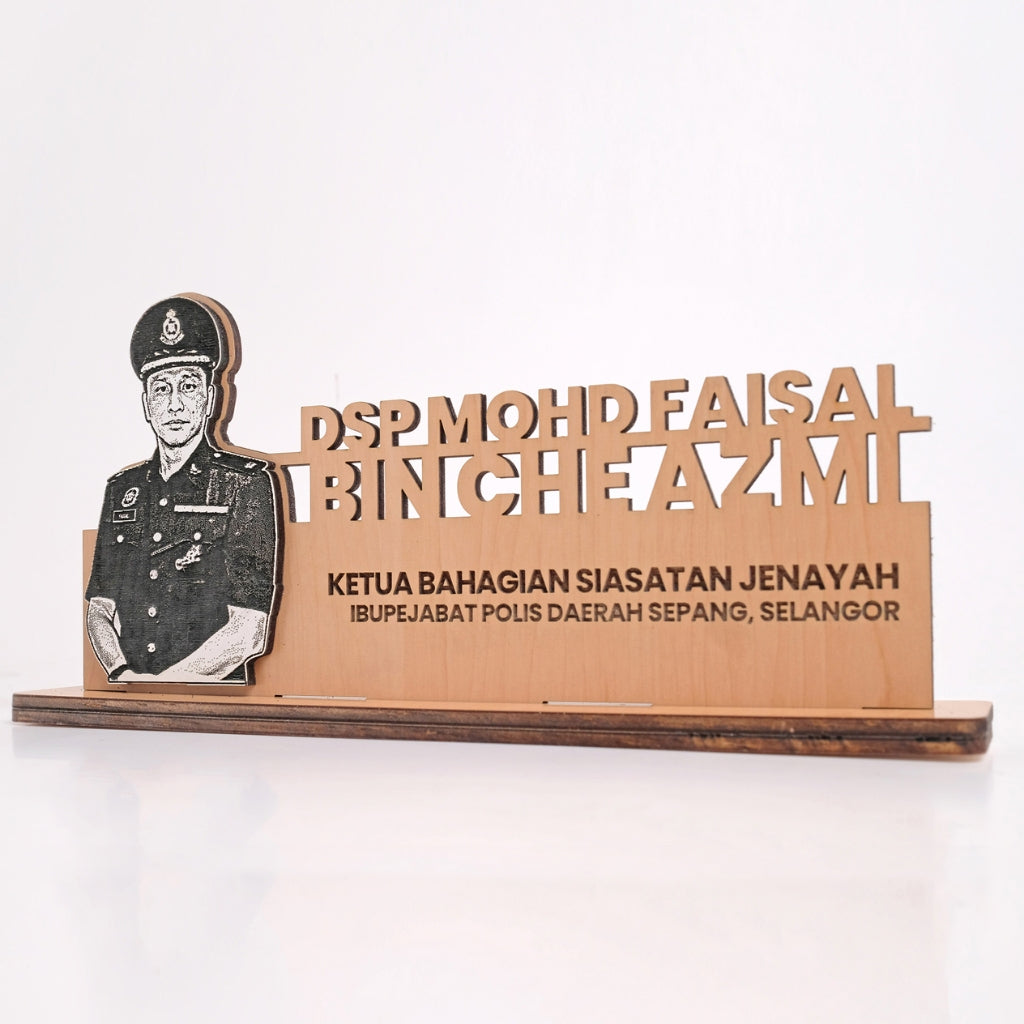 DSP MOHD FAISAL
BIN CHE AZMI
KETUA BAHAGIAN SIASATAN JENAYAH
IBUPEJABAT POLIS DAERAH SEPANG, SELANGOR